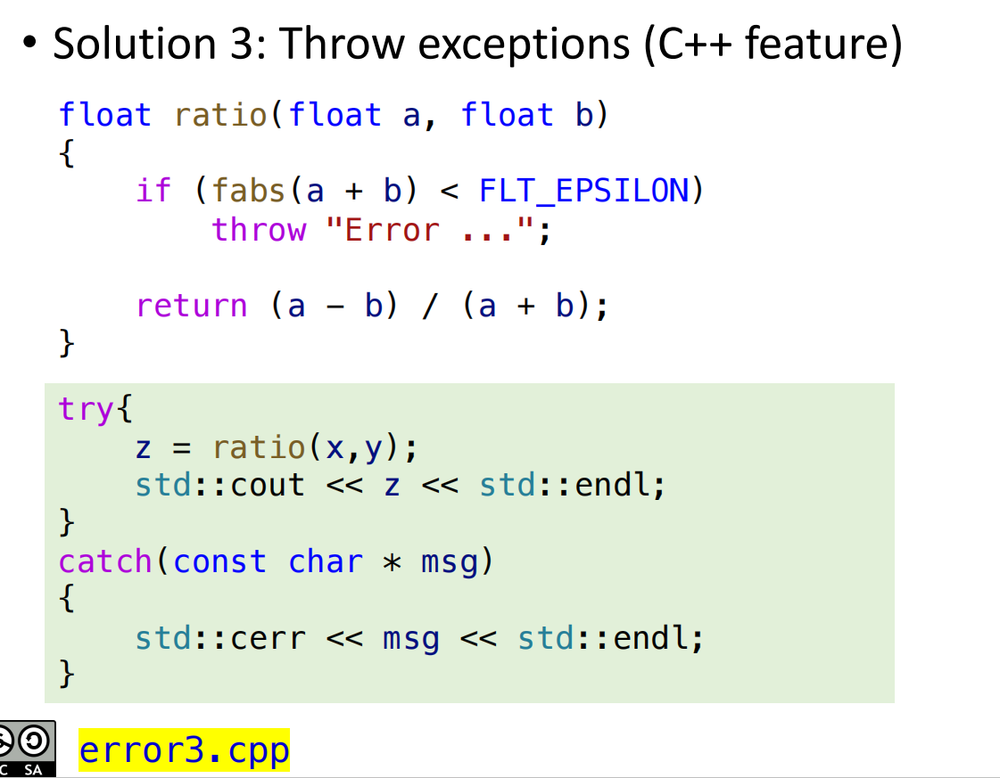 • Solution 3: Throw exceptions (C++ feature)
float ratio(float a, float b)
{
    if (fabs(a + b) < FLT_EPSILON)
        throw "Error ...";
    return (a - b) / (a + b);
}
try{
    z = ratio(x,y);
    std::cout << z << std::endl;
}
catch(const char * msg)
{
    std::cerr << msg << std::endl;
}
error3.cpp
C SA